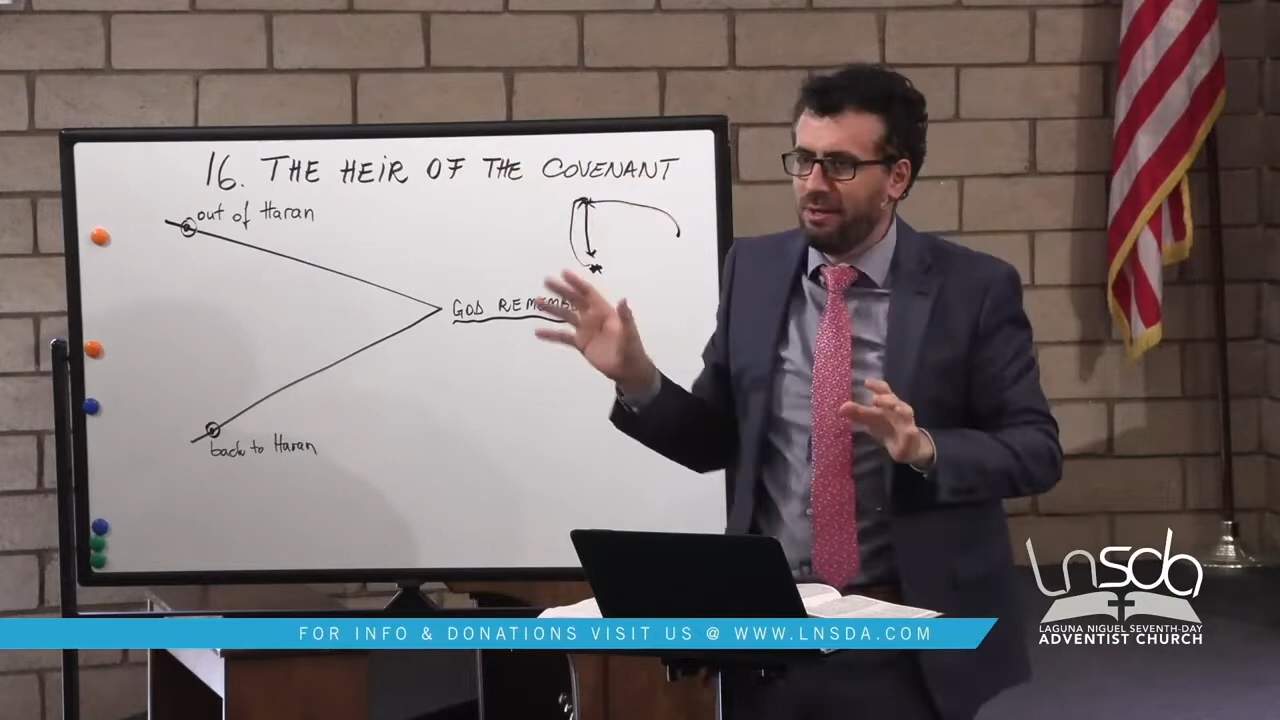 16. THE HEIR OF THE COVENANT
out of Haran
GOD
back to Haran
FOR INFO & DONATIONS VISIT US @ WWW.LNSDA.COM
Lnsda
LAGUNA NIGUEL SEVENTH-DAY
ADVENTIST CHURCH